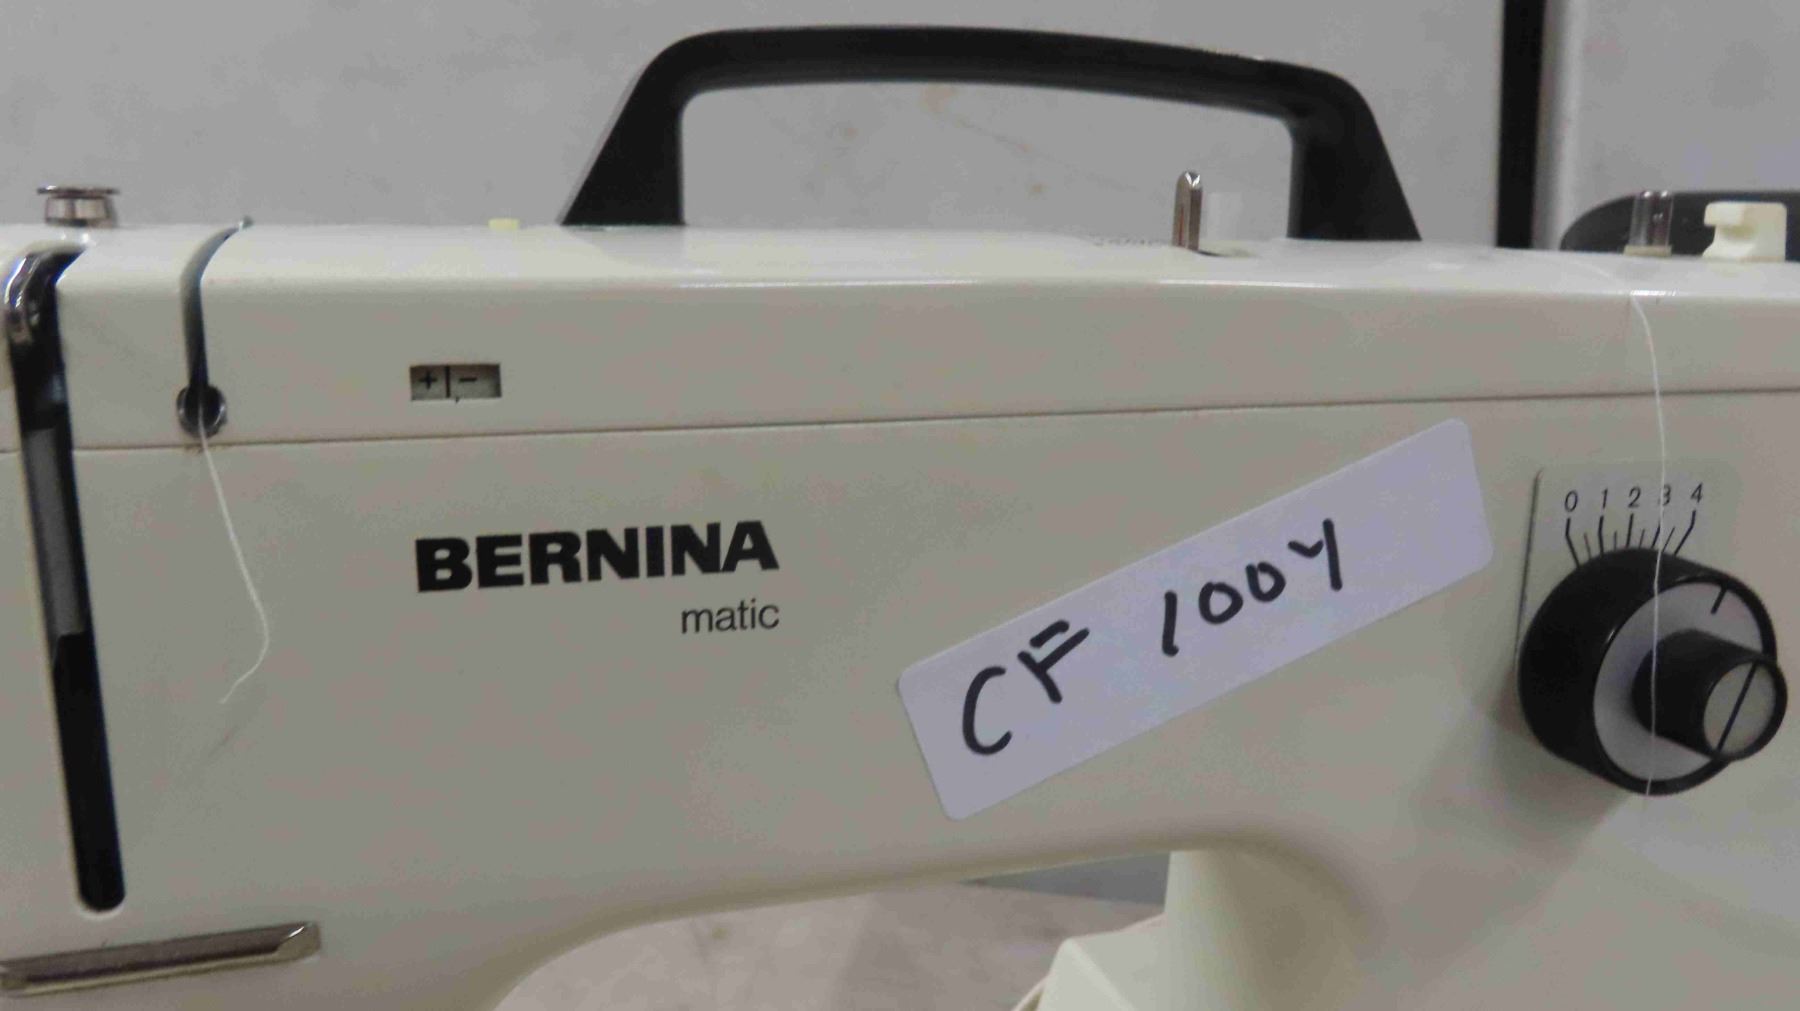 + -
BERNINA
matic
CF 1004
0 1 2 3 4